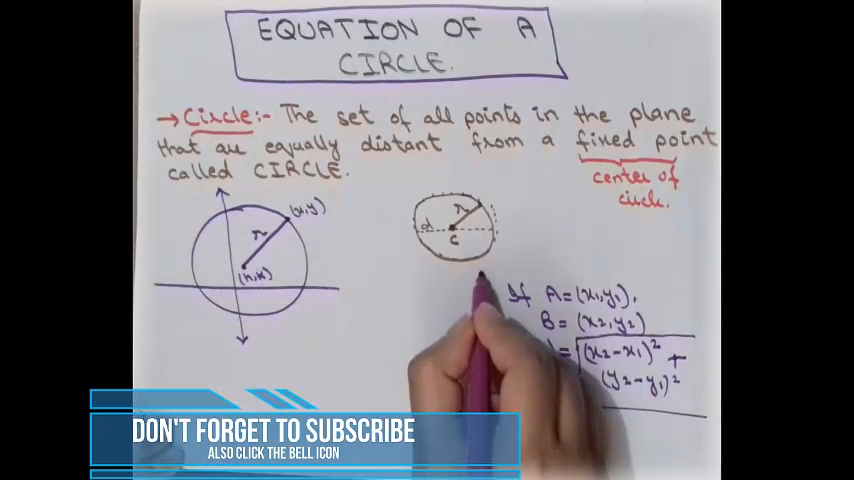 EQUATION OF A
CIRCLE.
→ Circle:- The set of all points in the plane
that are equally distant from a fixed point
called CIRCLE.
center of
circle.
(x,y)
r
(h,k)
r
d
C
If A=(x1,y1),
B=(x2,y2)
d=√(x2-x1)² +
(y2-y1)²
DON'T FORGET TO SUBSCRIBE
ALSO CLICK THE BELL ICON